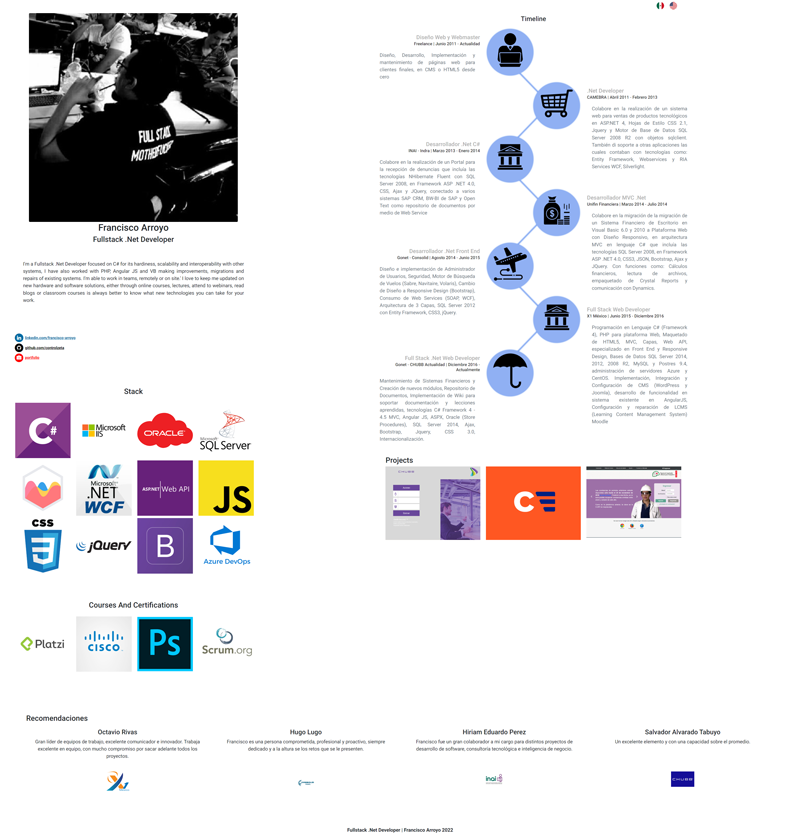 FULL STACK
Francisco Arroyo
Fullstack .Net Developer
I'm a Fullstack .Net Developer focused on C# for its hardiness, scalability and interoperability with other
systems, I have also worked with PHP, Angular JS and VB making improvements, migrations and
repairs of existing systems. I'm able to work in teams, remotely or on site.' I love to keep me updated on
new hardware and software solutions, either through online courses, lectures, attend to webinars, read
blogs or classroom courses is always better to know what new technologies you can take for your
work.
linkedin.com/francisco-arroyo
github.com/controlzeta
portfolio
Stack
C#
Microsoft
IIS
ORACLE
Microsoft
SQL Server
Microsoft
.NET
WCF
ASP.NET Web API
JS
CSS
3
jQuery
B
Azure DevOps
Courses And Certifications
Platzi
CISCO
Ps
Scrum.org
Timeline
Diseño Web y Webmaster
Freelance | Junio 2011 - Actualidad
Diseño, Desarrollo, Implementación y
mantenimiento de páginas web para
clientes finales, en CMS o HTML5 desde
cero
.Net Developer
CAMEBRA | Abril 2011 - Febrero 2013
Colabore en la realización de un sistema
web para rentas de productos tecnológicos
en ASP.NET 4, Hojas de Estilo CSS 2.1,
Jquery y Motor de Base de Datos SQL
Server 2008 R2 con objetos sqlclient.
También di soporte a otras aplicaciones las
cuales contaban con tecnologías como:
Entity Framework, Webservices y RIA
Services WCF, Silverlight.
Desarrollador .Net C#
INAI - Indra | Marzo 2013 - Enero 2014
Colabore en la realización de un Portal para
la recepción de denuncias que incluía las
tecnologías NHibernate Fluent con SQL
Server 2008, en Framework ASP .NET 4.0,
CSS, Ajax y JQuery, conectado a varios
sistemas SAP CRM, BW-BI de SAP y Open
Text como repositorio de documentos por
medio de Web Service
Desarrollador MVC .Net
Unifin Financiera | Marzo 2014 - Julio 2014
Colabore en la migración de la migración de
un Sistema Financiero de Escritorio en
Visual Basic 6.0 y 2010 a Plataforma Web
con Diseño Responsivo, en arquitectura
MVC en lenguaje C# que incluía las
tecnologías SQL Server 2008, en Framework
ASP .NET 4.0, CSS3, JSON, Bootstrap, Ajax y
JQuery. Con funciones como: Cálculos
financieros, lectura de archivos,
empaquetado de Crystal Reports y
comunicación con Dynamics.
Desarrollador .Net Front End
Gonet - Consolid | Agosto 2014 - Junio 2015
Diseño e Implementación de Administrador
de Usuarios, Seguridad, Motor de Búsqueda
de Vuelos (Sabre, Navitaire, Volaris), Cambio
de Diseño a Responsive Design (Bootstrap),
Consumo de Web Services (SOAP, WCF),
Arquitectura de 3 Capas, SQL Server 2012
con Entity Framework, CSS3, jQuery.
Full Stack Web Developer
X1 México | Junio 2015 - Diciembre 2016
Programación en Lenguaje C# (Framework
4), PHP para plataforma Web, Maquetado
de HTML5, MVC, Capas, Web API,
especializado en Front End y Responsive
Design, Bases de Datos SQL Server 2014,
2012, 2008 R2, MySQL y Postgres 9.4,
administración de servidores Azure y
CentOS. Implementación, Integración y
Configuración de CMS (WordPress y
Joomla), desarrollo de funcionalidad en
sistema existente en AngularJS,
Configuración y reparación de LCMS
(Learning Content Management System)
Moodle
Full Stack .Net Web Developer
Gonet - CHUBB Actualidad | Diciembre 2016 -
Actualmente
Mantenimiento de Sistemas Financieros y
Creación de nuevos módulos, Repositorio de
Documentos, Implementación de Wiki para
soportar documentación y lecciones
aprendidas, tecnologías C# Framework 4 -
4.5 MVC, Angular JS, ASPX, Oracle (Store
Procedures), SQL Server 2014, Ajax,
Bootstrap, Jquery, CSS 3.0,
Internacionalización.
Projects
Recomendaciones
Octavio Rivas
Gran líder de equipos de trabajo, excelente comunicador e innovador. Trabaja
excelente en equipo, con mucho compromiso por sacar adelante todos los
proyectos.
Hugo Lugo
Francisco es una persona comprometida, profesional y proactivo, siempre
dedicado y a la altura se los retos que se le presenten.
Hiriam Eduardo Perez
Francisco fue un gran colaborador a mi cargo para distintos proyectos de
desarrollo de software, consultoría tecnológica e inteligencia de negocio.
inai
Salvador Alvarado Tabuyo
Un excelente elemento y con una capacidad sobre el promedio.
CHUBB
Fullstack .Net Developer | Francisco Arroyo 2022